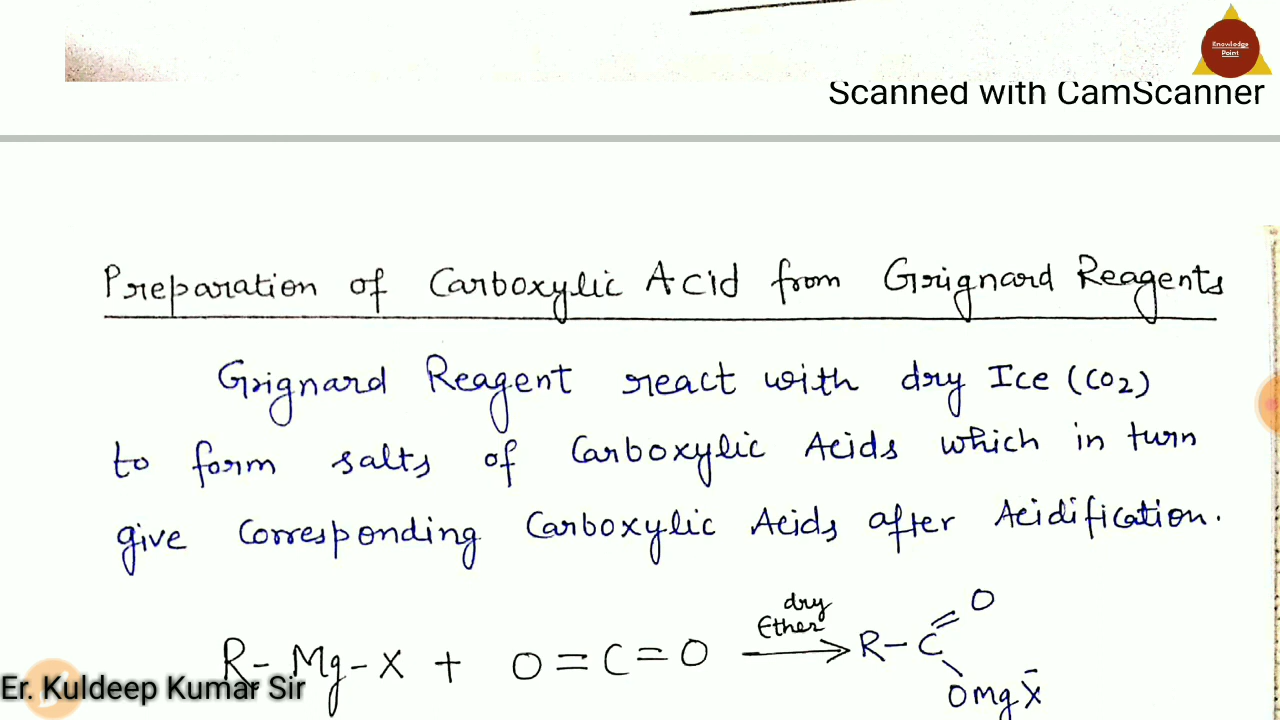 Knowledge
Point
Scanned with CamScanner
Preparation of Carboxylic Acid from Grignard Reagents
Grignard Reagent react with dry Ice (CO2)
to form salts of Carboxylic Acids which in turn
give Corresponding Carboxylic Acids after Acidification.
dry
Ether
O
R-Mg-X + O=C=O ⟶ R-C
OMgX̄
Er. Kuldeep Kumar Sir